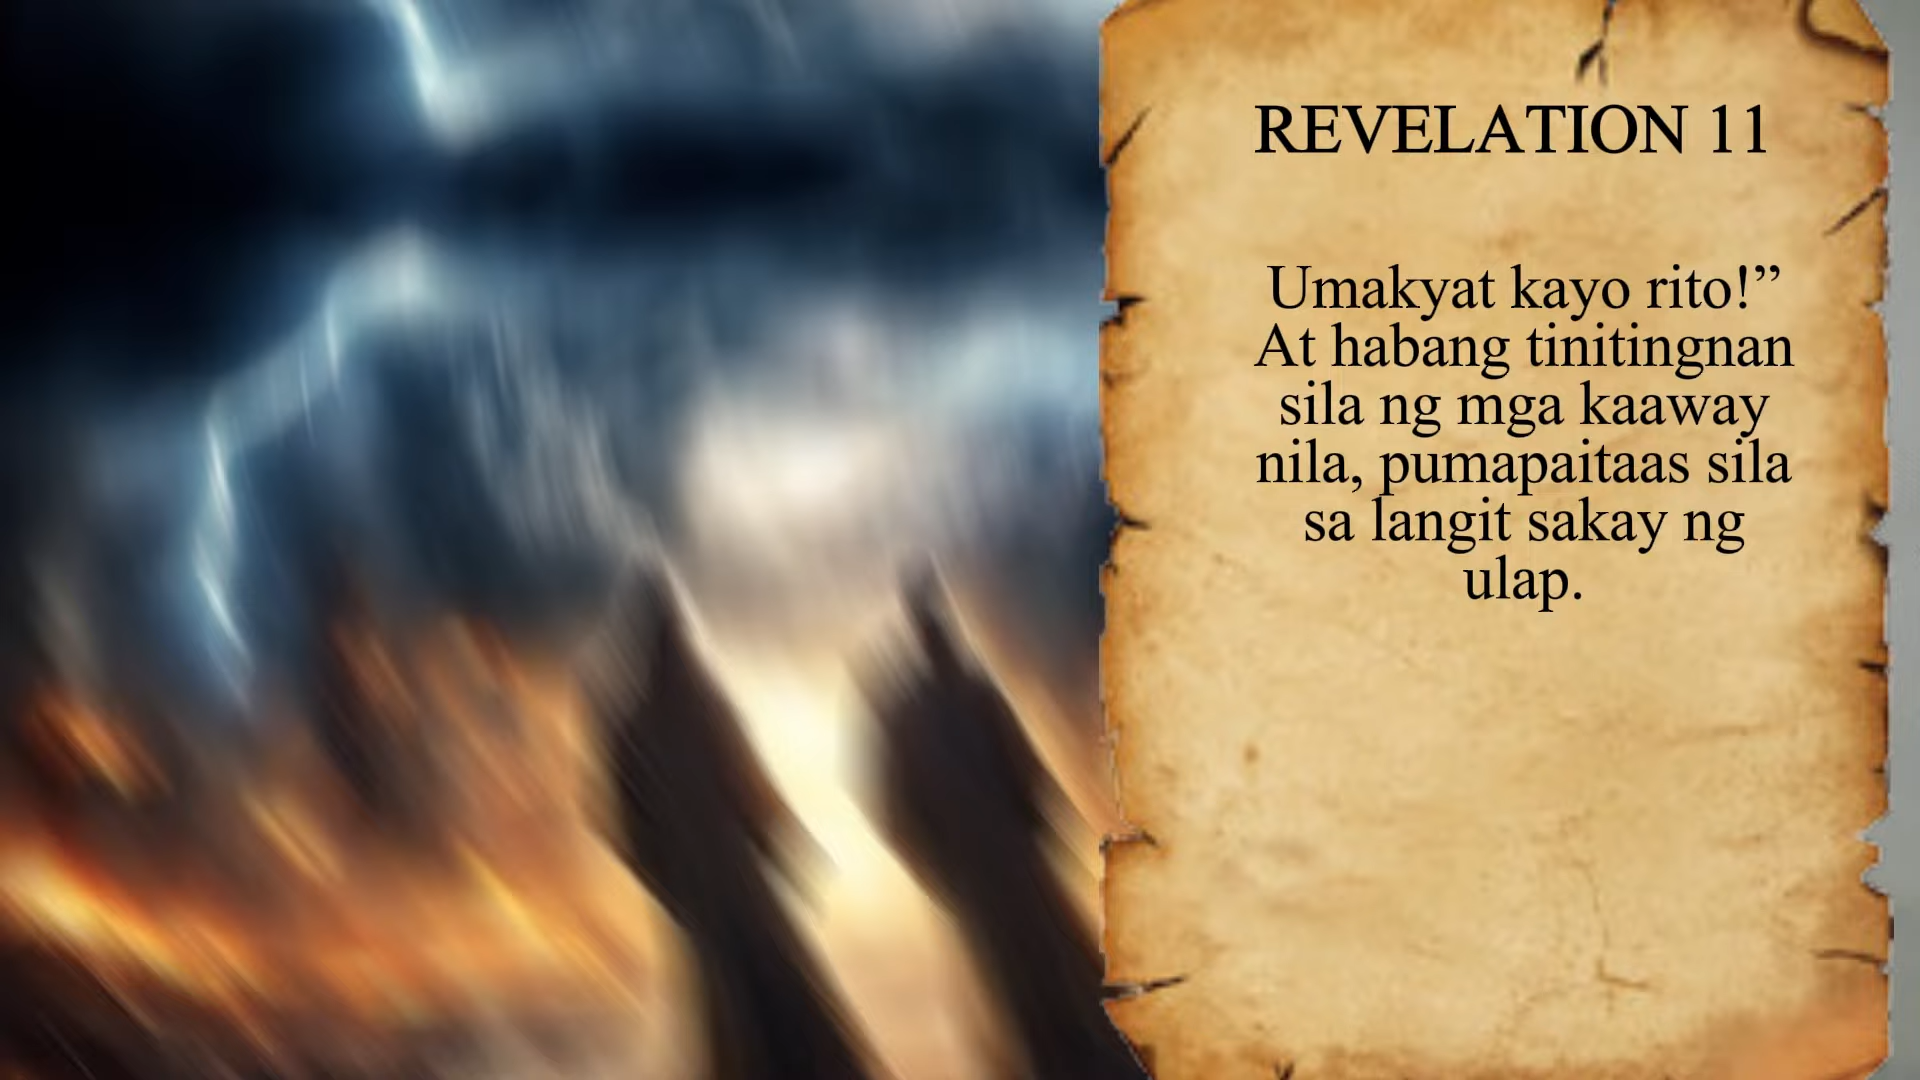 REVELATION 11
Umakyat kayo rito!”
At habang tinitingnan
sila ng mga kaaway
nila, pumapaitaas sila
sa langit sakay ng
ulap.